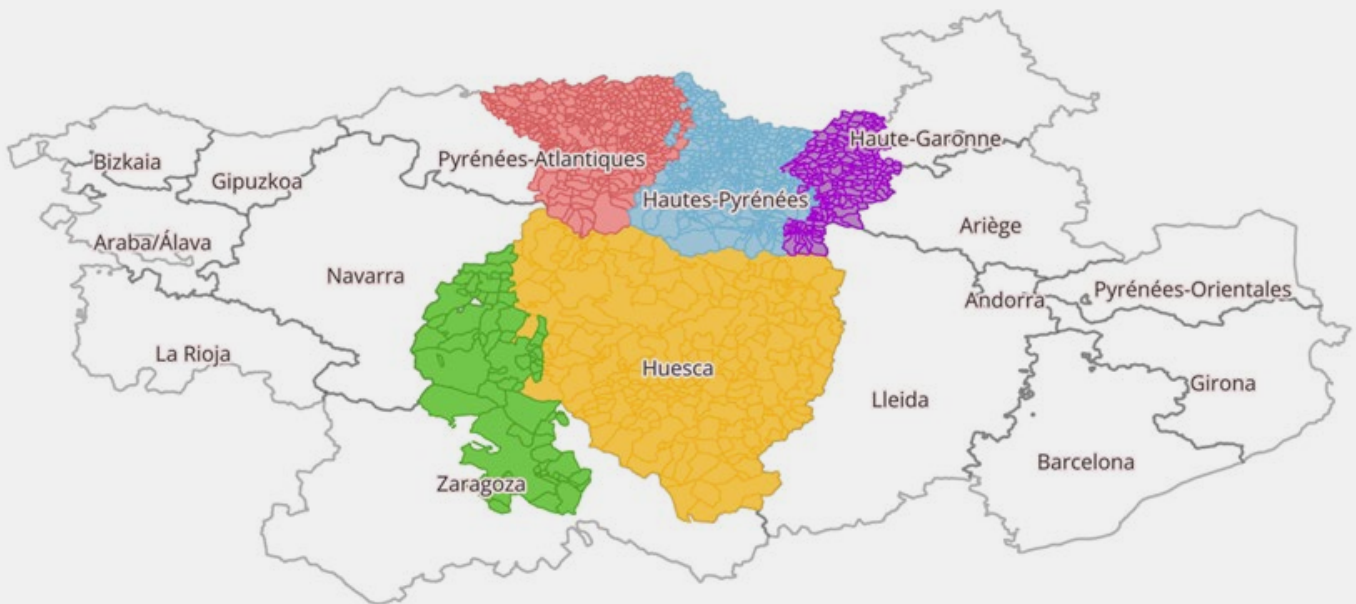 Haute-Garonne
Bizkaia
Pyrénées-Atlantiques
Gipuzkoa
Hautes-Pyrénées
Ariège
Araba/Álava
Navarra
Andorra
Pyrénées-Orientales
La Rioja
Huesca
Girona
Lleida
Barcelona
Zaragoza